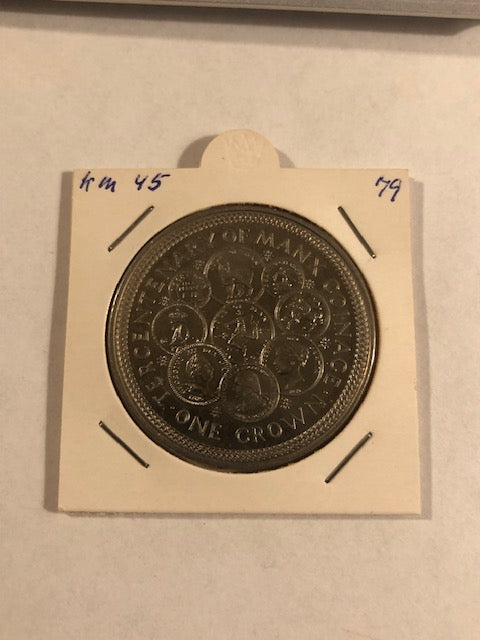 km 45
79
TERCENTENARY OF MANX COINAGE
· ONE CROWN ·